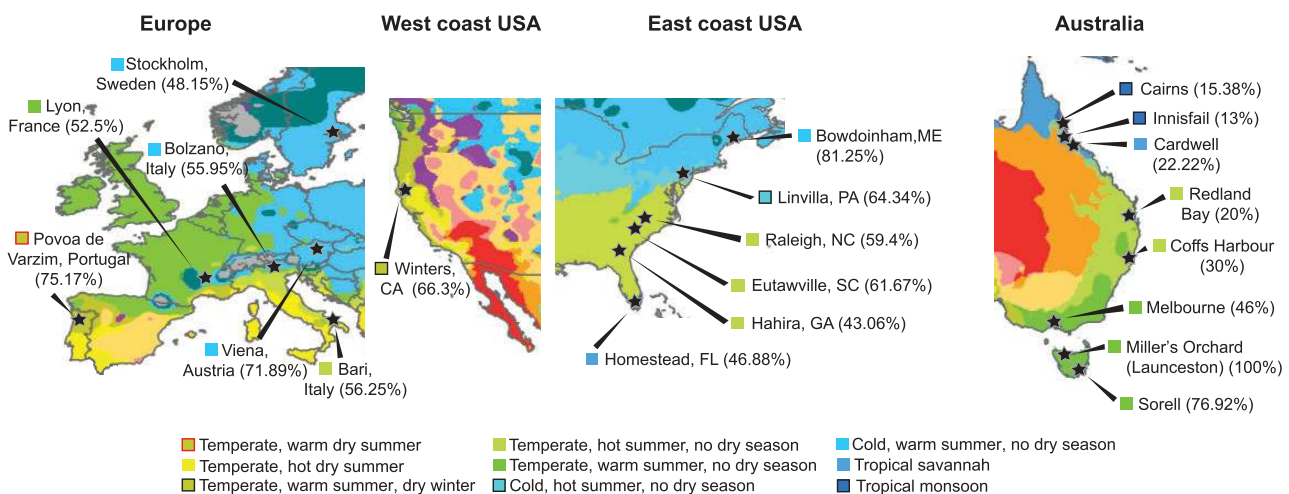 Europe
West coast USA
East coast USA
Australia
Stockholm,
Sweden (48.15%)
Lyon,
France (52.5%)
Bolzano,
Italy (55.95%)
Povoa de
Varzim, Portugal
(75.17%)
Viena,
Austria (71.89%)
Bari,
Italy (56.25%)
Winters,
CA (66.3%)
Bowdoinham,ME
(81.25%)
Linvilla, PA (64.34%)
Raleigh, NC (59.4%)
Eutawville, SC (61.67%)
Hahira, GA (43.06%)
Homestead, FL (46.88%)
Cairns (15.38%)
Innisfail (13%)
Cardwell
(22.22%)
Redland
Bay (20%)
Coffs Harbour
(30%)
Melbourne (46%)
Miller's Orchard
(Launceston) (100%)
Sorell (76.92%)
Temperate, warm dry summer
Temperate, hot dry summer
Temperate, warm summer, dry winter
Temperate, hot summer, no dry season
Temperate, warm summer, no dry season
Cold, hot summer, no dry season
Cold, warm summer, no dry season
Tropical savannah
Tropical monsoon